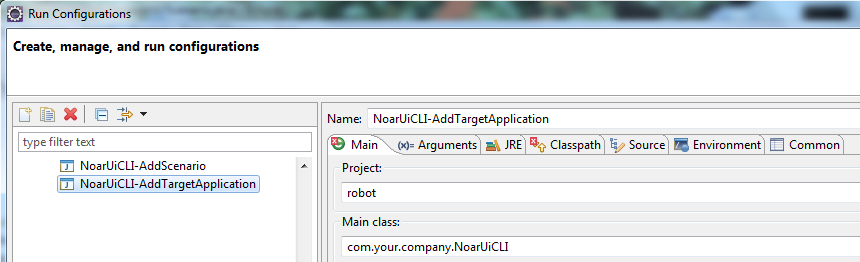 Run Configurations
Create, manage, and run configurations
type filter text
NoarUiCLI-AddScenario
NoarUiCLI-AddTargetApplication
Name: NoarUiCLI-AddTargetApplication
Main (x)= Arguments JRE Classpath Source Environment Common
Project:
robot
Main class:
com.your.company.NoarUiCLI